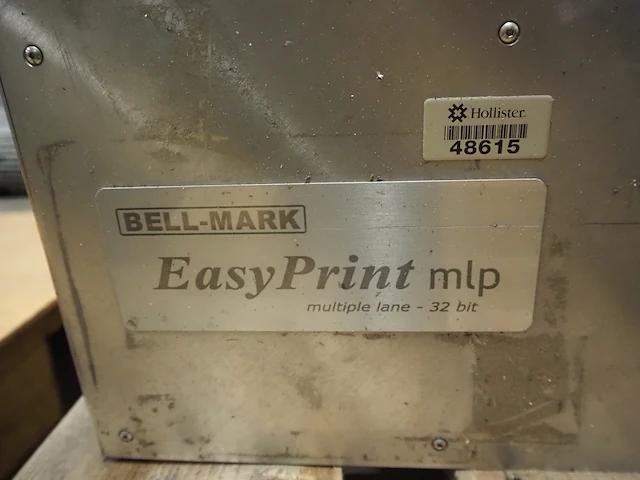 Hollister
48615
BELL-MARK
EasyPrint mlp
multiple lane - 32 bit